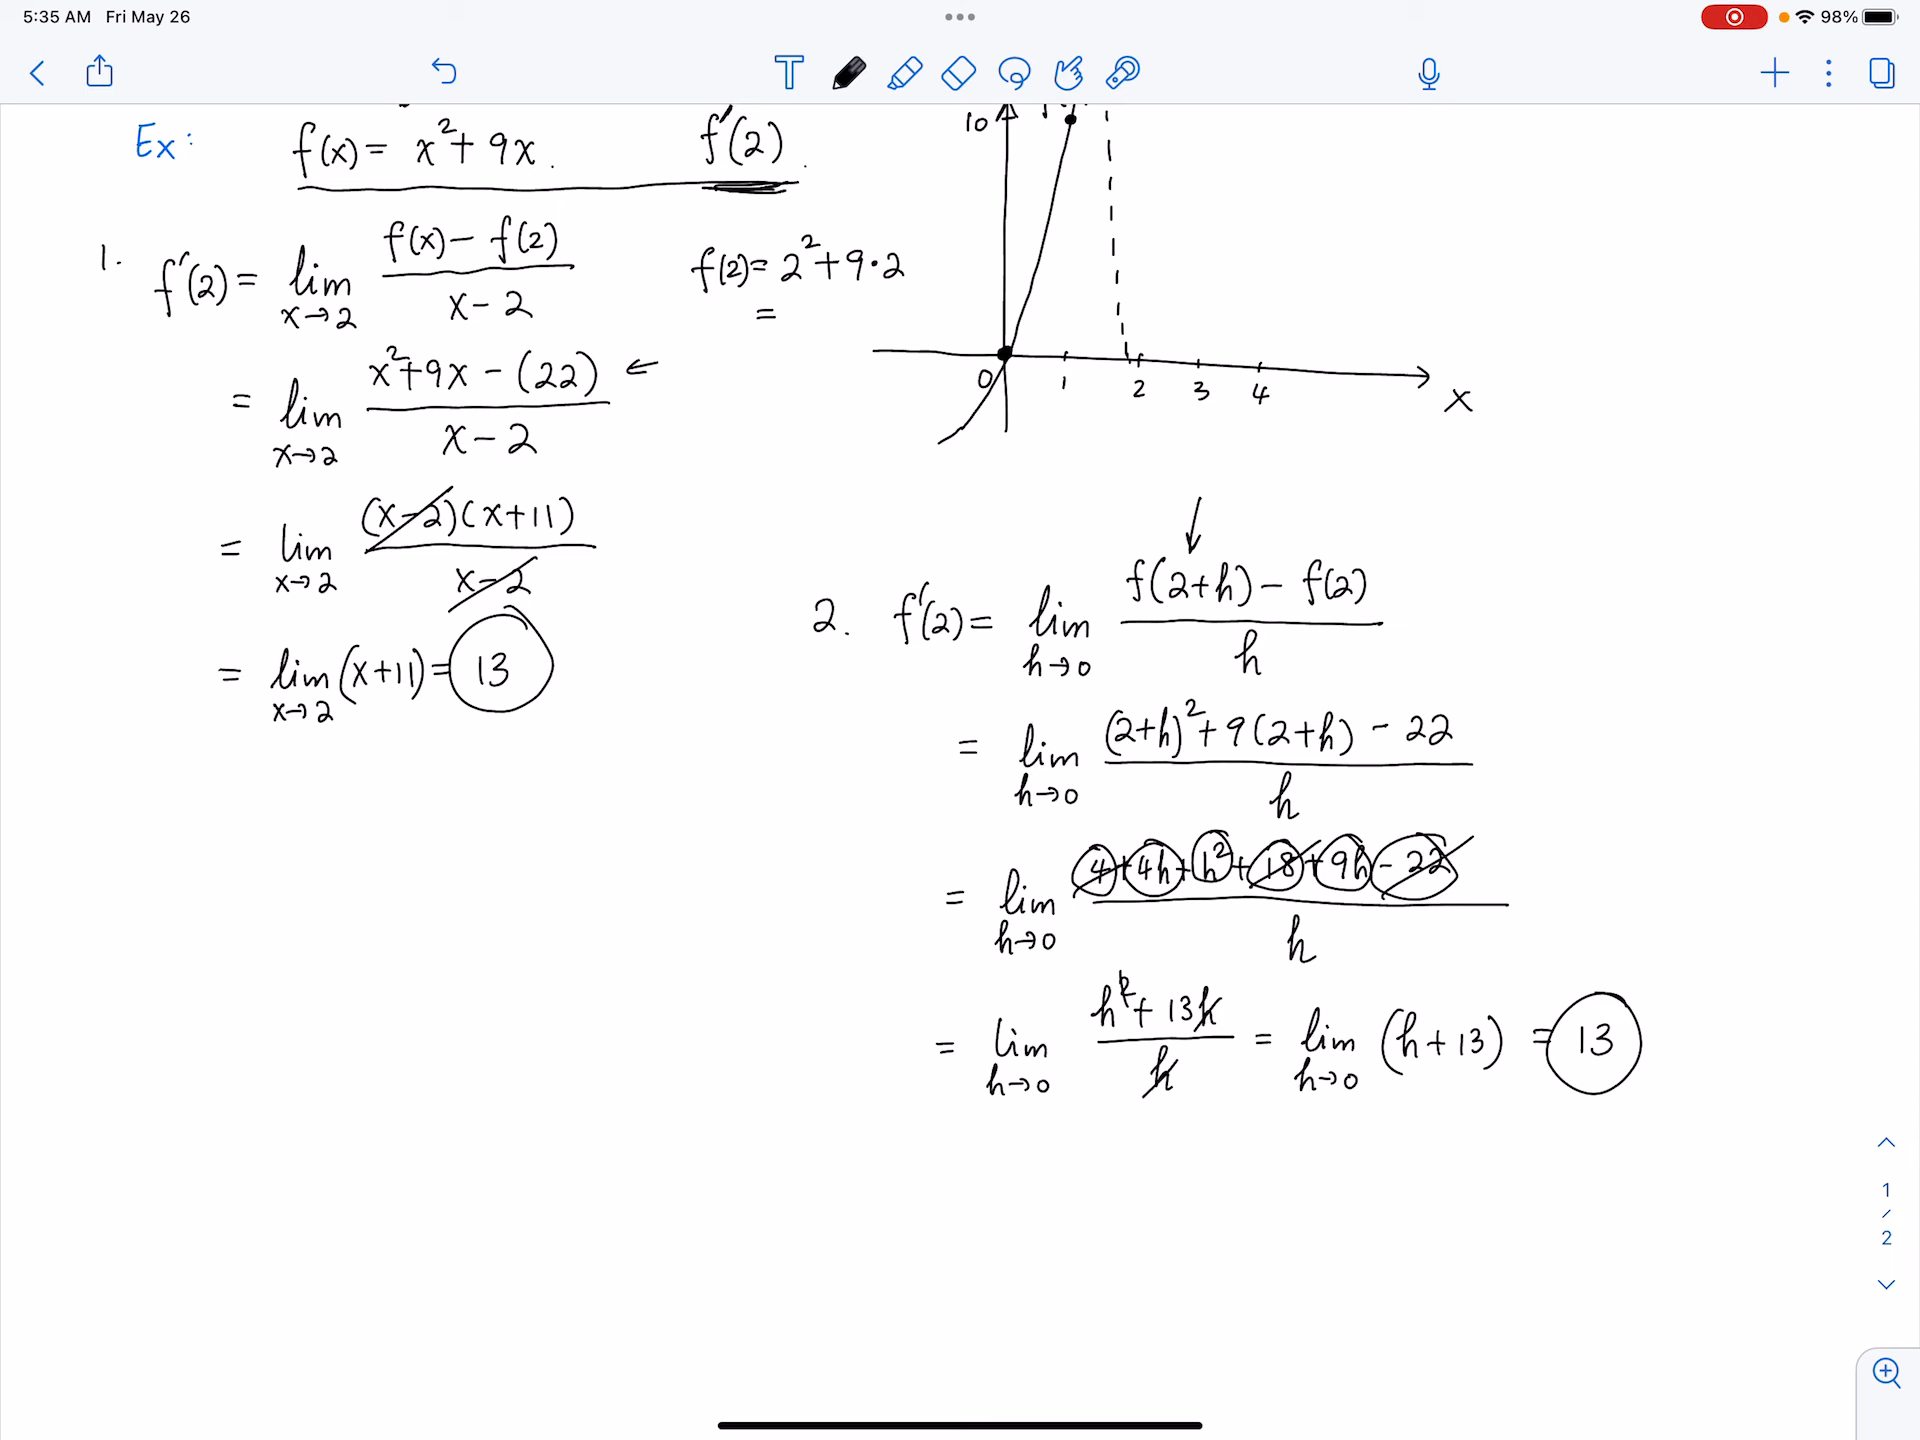 5:35 AM Fri May 26
98%
Ex: f(x) = x² + 9x. f'(2).
1. f'(2) = lim x→2 (f(x) - f(2)) / (x - 2)
f(2) = 2² + 9·2
=
= lim x→2 (x² + 9x - (22)) / (x - 2) ←
= lim x→2 ((x-2)(x+11)) / (x-2)
= lim x→2 (x+11) = 13
10
0 1 2 3 4
x
2. f'(2) = lim h→0 (f(2+h) - f(2)) / h
= lim h→0 ((2+h)² + 9(2+h) - 22) / h
= lim h→0 (4 + 4h + h² + 18 + 9h - 22) / h
= lim h→0 (h² + 13h) / h = lim h→0 (h + 13) = 13
1
/
2